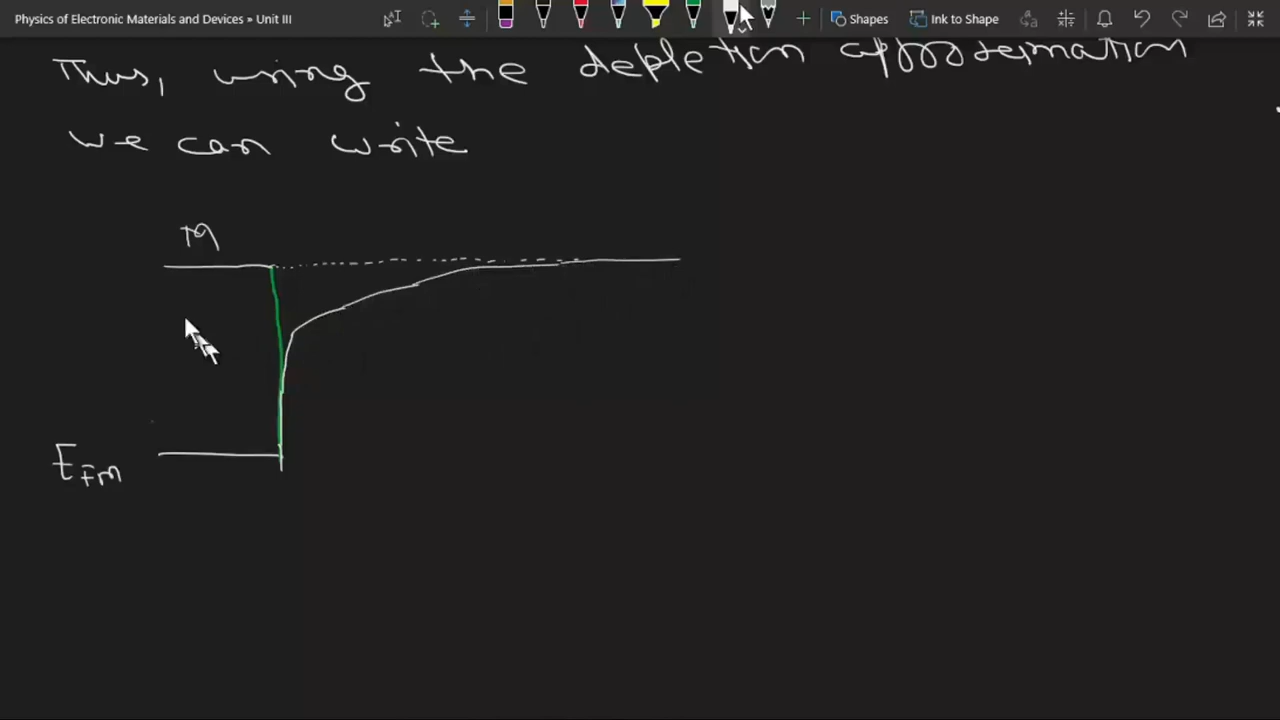 Physics of Electronic Materials and Devices » Unit III
Shapes
Ink to Shape
Thus, using the depletion approximation
we can write
M
EFm